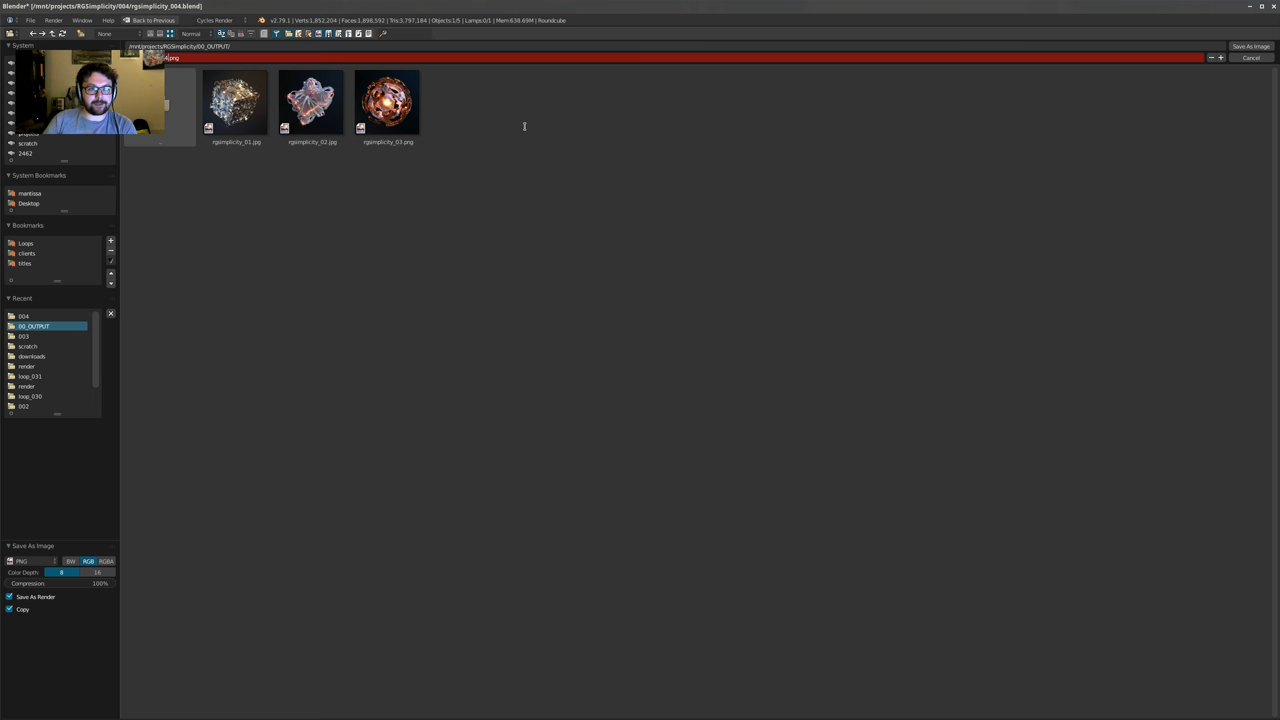 Blender* [/mnt/projects/RGSimplicity/004/rgsimplicity_004.blend]
File Render Window Help Back to Previous Cycles Render v2.79.1 | Verts:1,852,204 | Faces:1,898,592 | Tris:3,797,184 | Objects:1/5 | Lamps:0/1 | Mem:638.69M | Roundcube
None Normal
System
/mnt/projects/RGSimplicity/00_OUTPUT/
Save As Image
4.png
Cancel
projects
scratch
2462
..
rgsimplicity_01.jpg
rgsimplicity_02.jpg
rgsimplicity_03.png
System Bookmarks
mantissa
Desktop
Bookmarks
Loops
clients
titles
Recent
004
00_OUTPUT
003
scratch
downloads
render
loop_031
render
loop_030
002
Save As Image
PNG BW RGB RGBA
Color Depth: 8 16
Compression: 100%
Save As Render
Copy